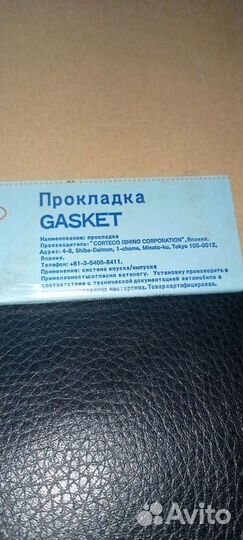 Прокладка
GASKET
Наименование: прокладка
Производитель: "CORTECO ISHINO CORPORATION", Япония.
Адрес: 4-8, Shiba-Daimon, 1-chome, Minato-ku, Tokyo 105-0012,
Япония.
Телефон: +81-3-5405-8411.
Применение: система впуска/выпуска
Применяемость:согласно каталогу. Установку производить в
соответствии с технической документацией автомобиля в
мастерских. Товар сертифицирован.
Avito